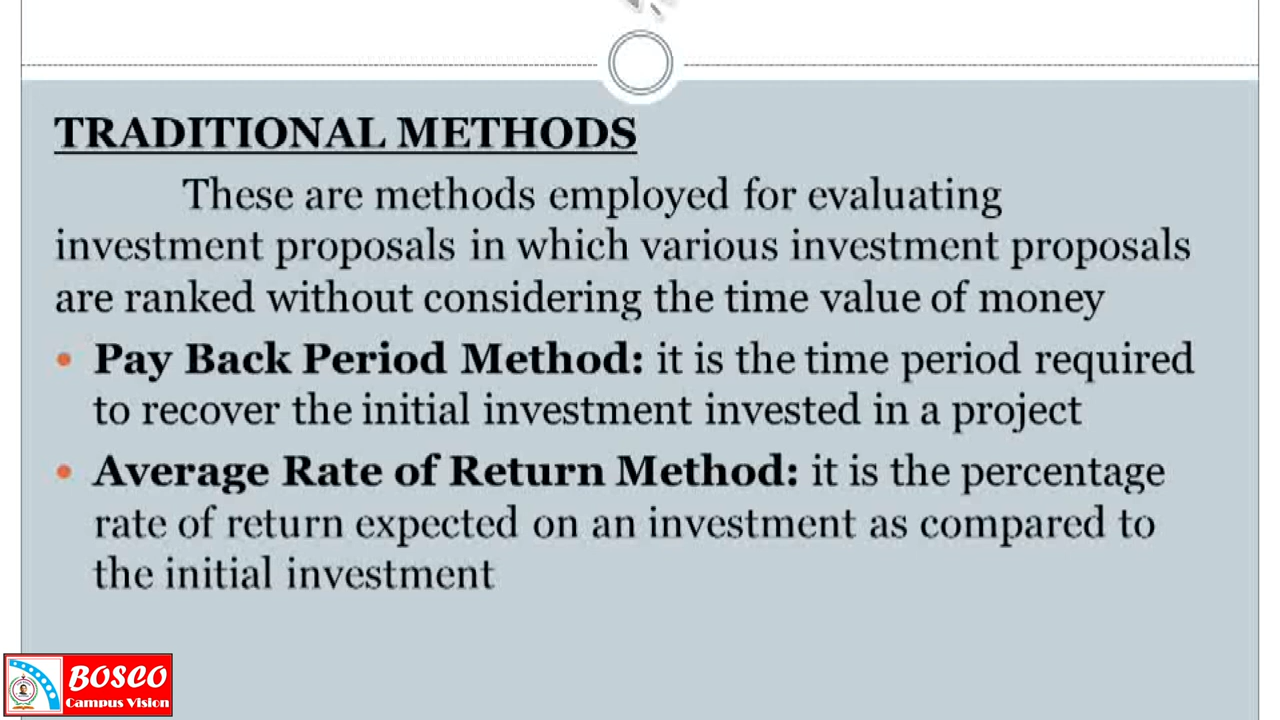 TRADITIONAL METHODS
These are methods employed for evaluating
investment proposals in which various investment proposals
are ranked without considering the time value of money
• Pay Back Period Method: it is the time period required
to recover the initial investment invested in a project
• Average Rate of Return Method: it is the percentage
rate of return expected on an investment as compared to
the initial investment
BOSCO
Campus Vision